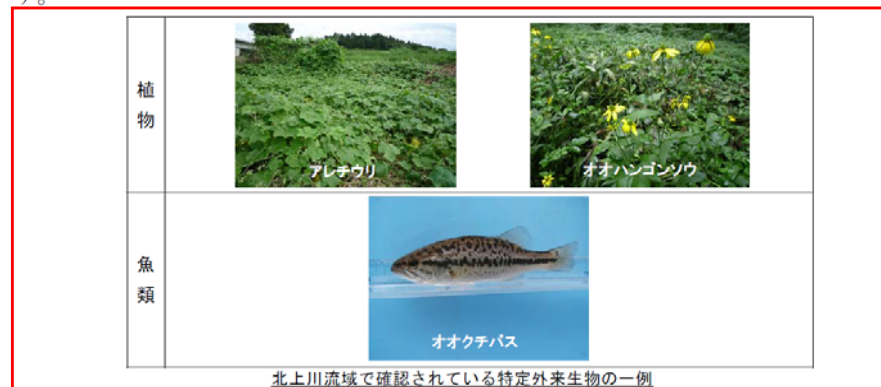 す。
植物
アレチウリ
オオハンゴンソウ
魚類
オオクチバス
北上川流域で確認されている特定外来生物の一例